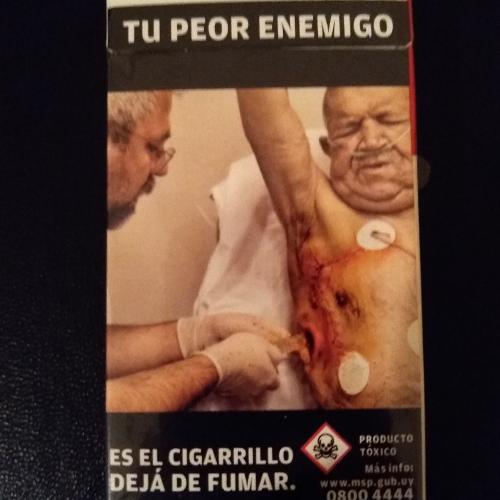 TU PEOR ENEMIGO
ES EL CIGARRILLO
DEJÁ DE FUMAR.
PRODUCTO
TÓXICO
Más info:
www.msp.gub.uy
0800 4444